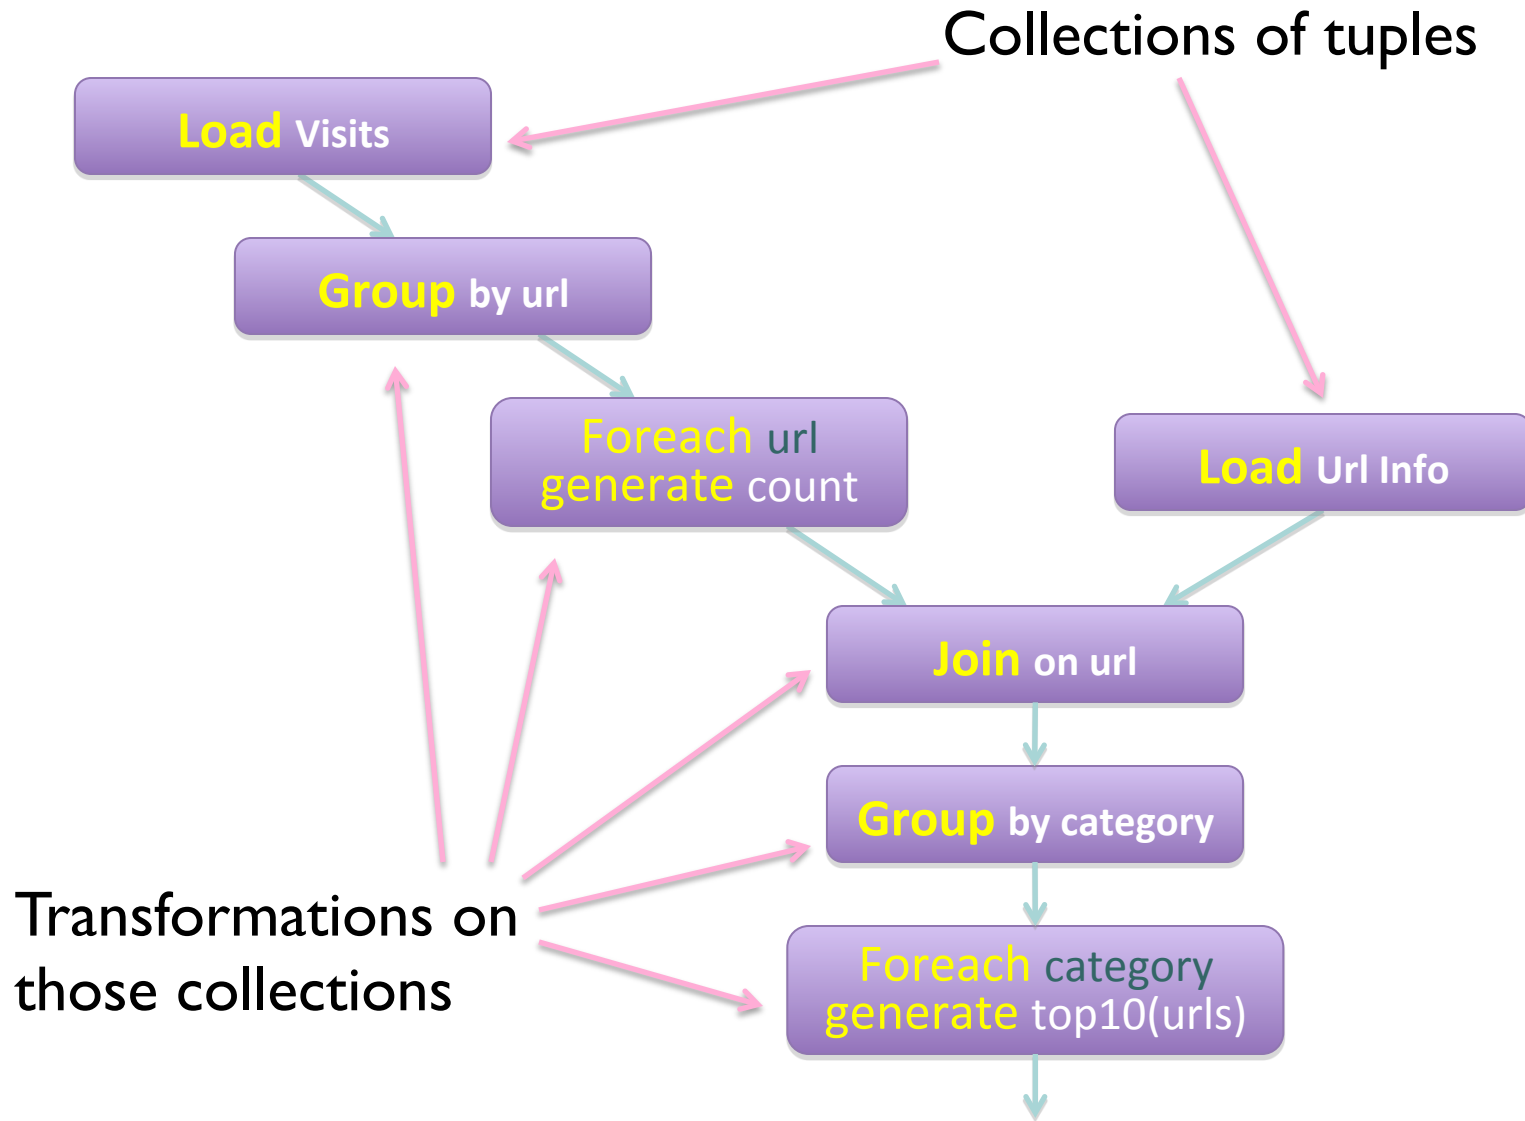 Collections of tuples
Load Visits
Group by url
Foreach url
generate count
Load Url Info
Join on url
Group by category
Transformations on
those collections
Foreach category
generate top10(urls)